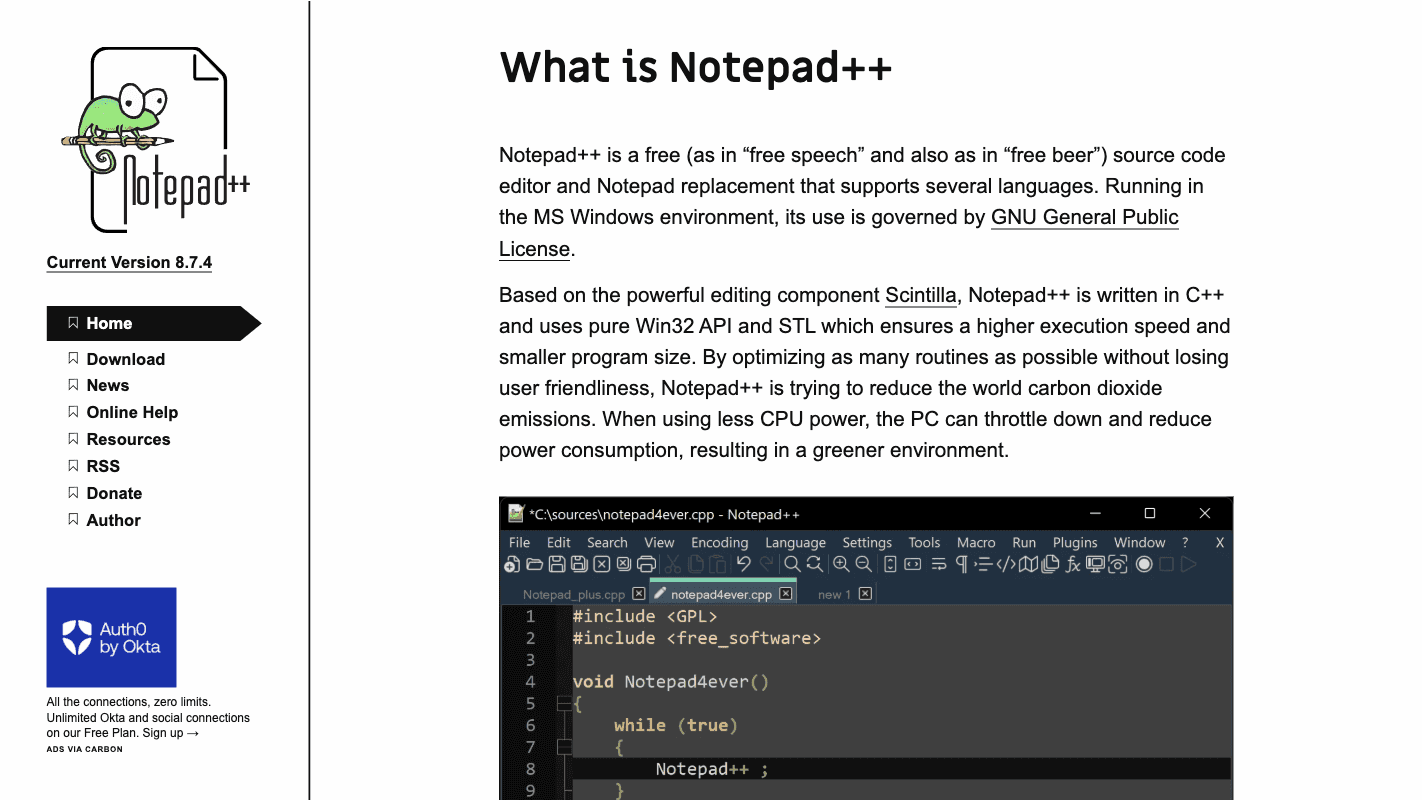 Notepad++
Current Version 8.7.4
Home
Download
News
Online Help
Resources
RSS
Donate
Author
Auth0
by Okta
All the connections, zero limits.
Unlimited Okta and social connections
on our Free Plan. Sign up →
ADS VIA CARBON
What is Notepad++
Notepad++ is a free (as in “free speech” and also as in “free beer”) source code
editor and Notepad replacement that supports several languages. Running in
the MS Windows environment, its use is governed by GNU General Public
License.
Based on the powerful editing component Scintilla, Notepad++ is written in C++
and uses pure Win32 API and STL which ensures a higher execution speed and
smaller program size. By optimizing as many routines as possible without losing
user friendliness, Notepad++ is trying to reduce the world carbon dioxide
emissions. When using less CPU power, the PC can throttle down and reduce
power consumption, resulting in a greener environment.
*C:\sources\notepad4ever.cpp - Notepad++
File Edit Search View Encoding Language Settings Tools Macro Run Plugins Window ? X
Notepad_plus.cpp notepad4ever.cpp new 1
1 #include <GPL>
2 #include <free_software>
3
4 void Notepad4ever()
5 {
6 while (true)
7 {
8 Notepad++ ;
9 }